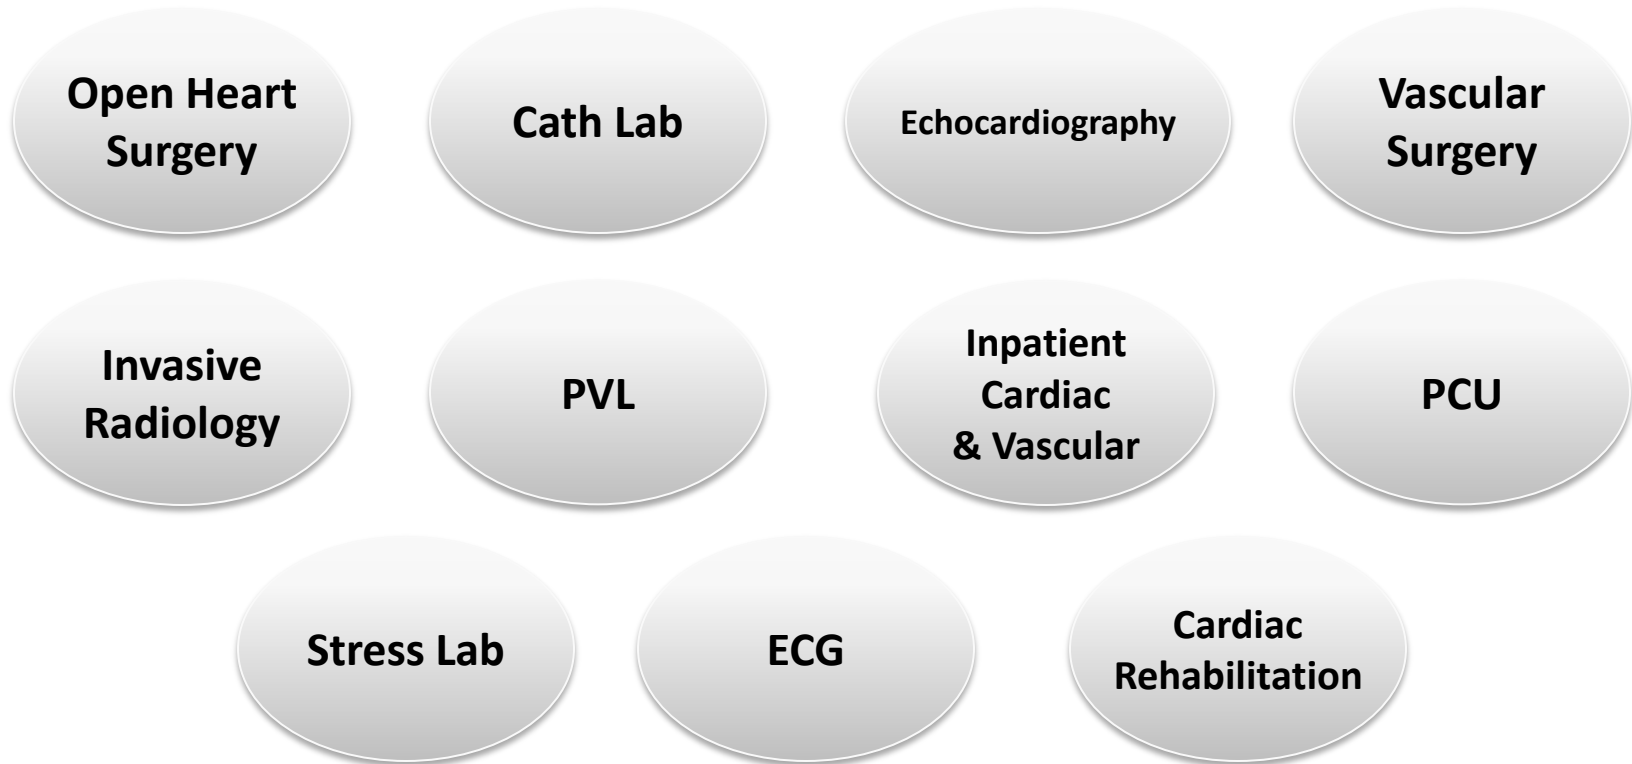 Open Heart
Surgery
Cath Lab
Echocardiography
Vascular
Surgery
Invasive
Radiology
PVL
Inpatient
Cardiac
& Vascular
PCU
Stress Lab
ECG
Cardiac
Rehabilitation